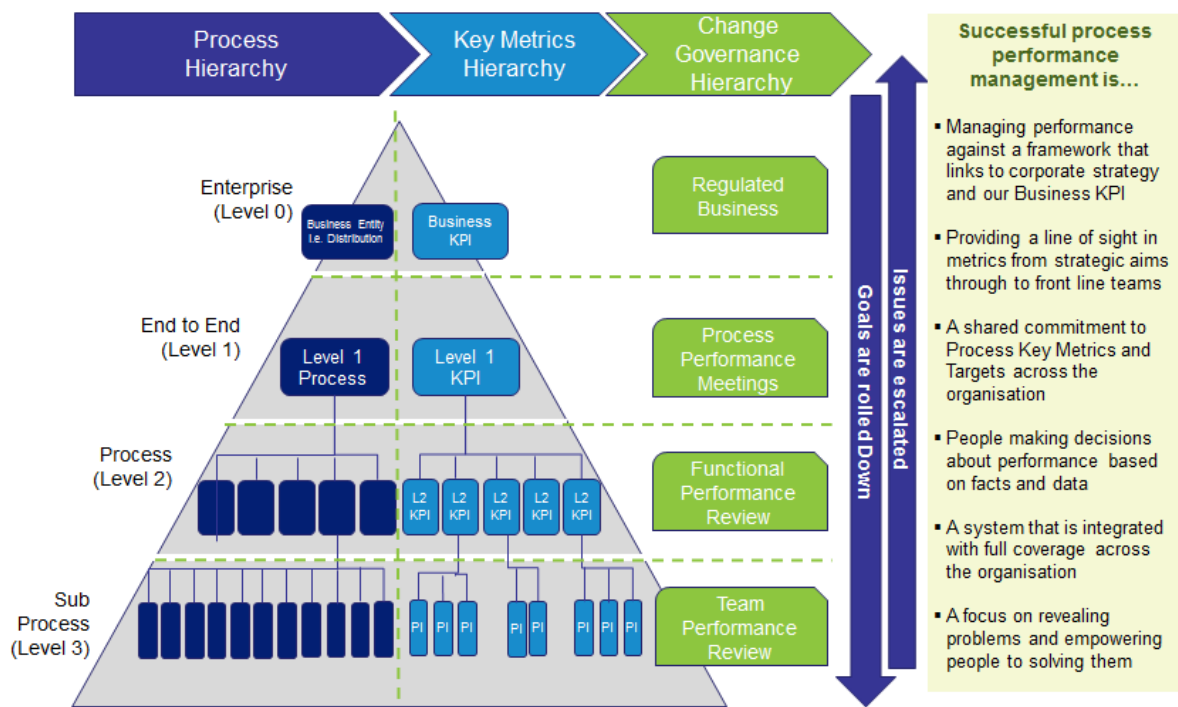 Process
Hierarchy
Key Metrics
Hierarchy
Change
Governance
Hierarchy
Enterprise
(Level 0)
Business Entity
i.e. Distribution
Business
KPI
Regulated
Business
End to End
(Level 1)
Level 1
Process
Level 1
KPI
Process
Performance
Meetings
Process
(Level 2)
L2
KPI
L2
KPI
L2
KPI
L2
KPI
L2
KPI
Functional
Performance
Review
Sub
Process
(Level 3)
PI
PI
PI
PI
PI
PI
PI
PI
Team
Performance
Review
Goals are rolled Down
Issues are escalated
Successful process
performance
management is…
▪ Managing performance
against a framework that
links to corporate strategy
and our Business KPI
▪ Providing a line of sight in
metrics from strategic aims
through to front line teams
▪ A shared commitment to
Process Key Metrics and
Targets across the
organisation
▪ People making decisions
about performance based
on facts and data
▪ A system that is integrated
with full coverage across
the organisation
▪ A focus on revealing
problems and empowering
people to solving them